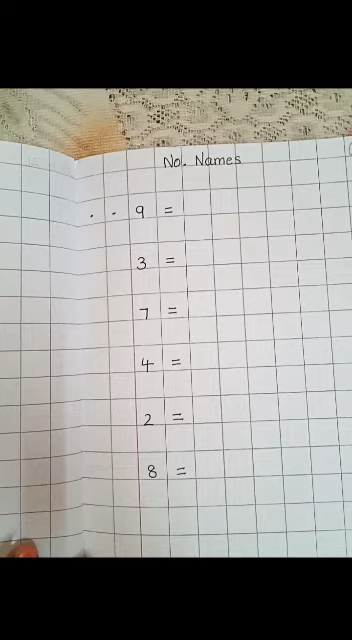 No. Names
. . 9 =
3 =
7 =
4 =
2 =
8 =